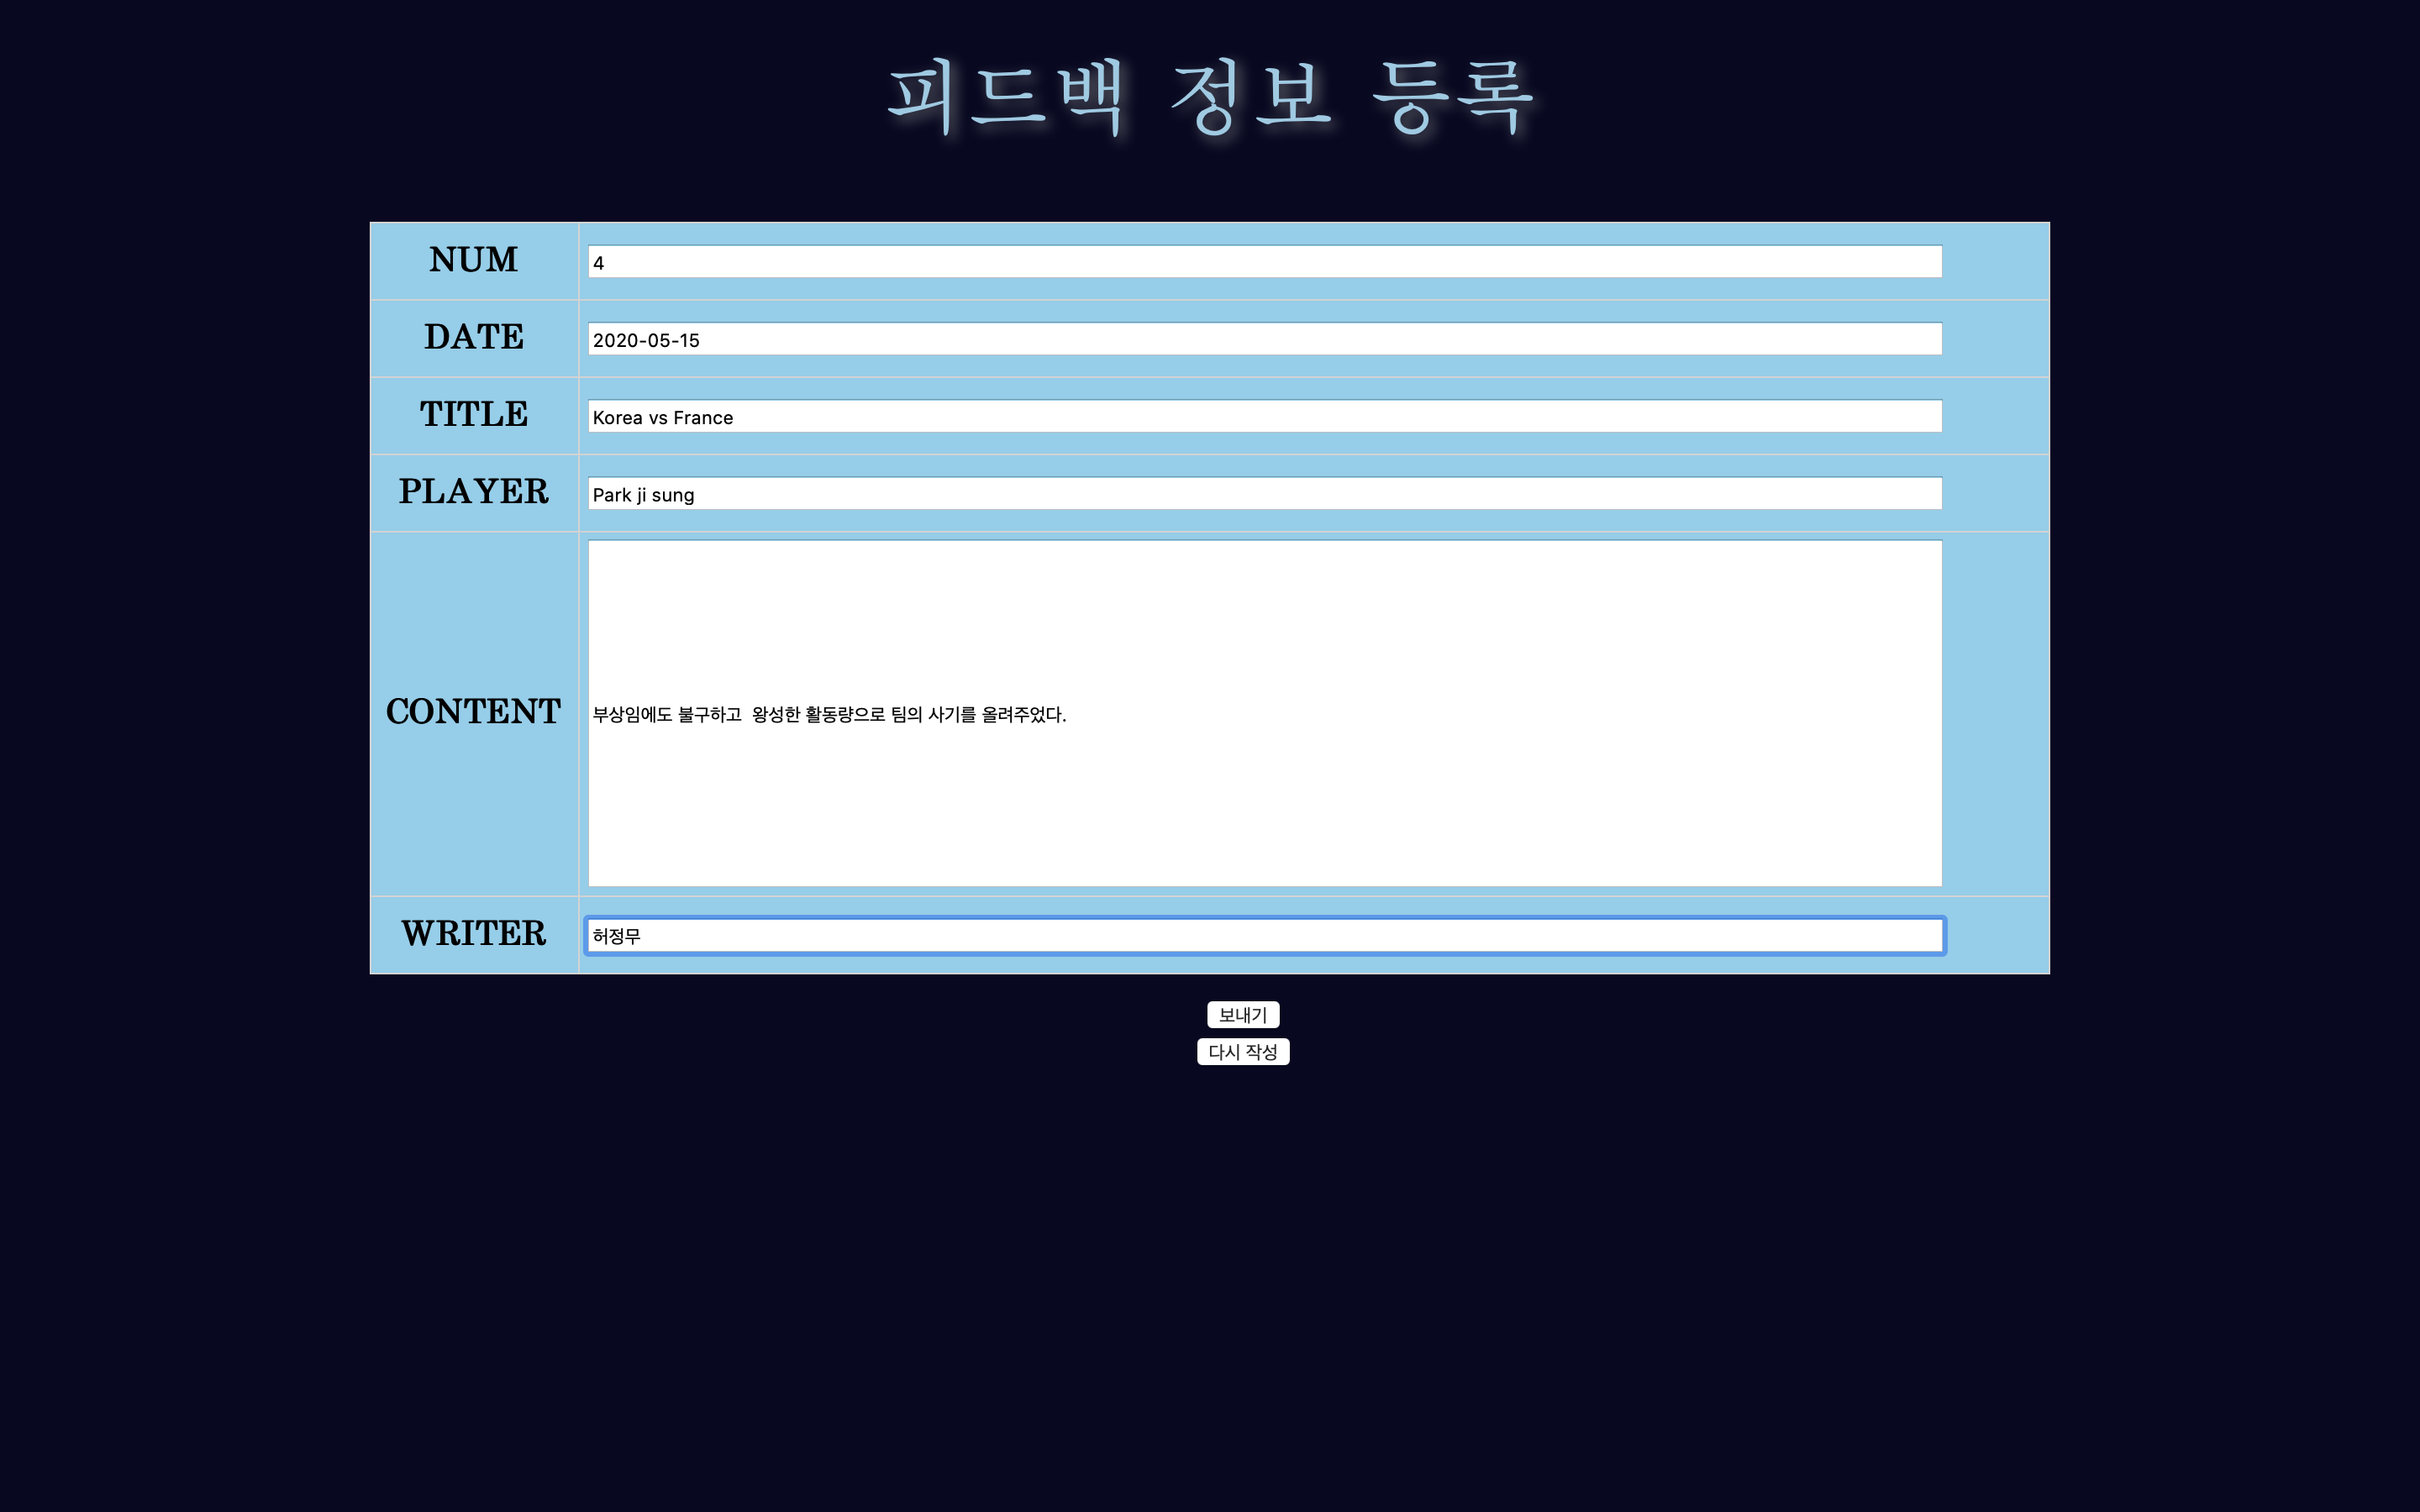 피드백 정보 등록
NUM 4
DATE 2020-05-15
TITLE Korea vs France
PLAYER Park ji sung
CONTENT 부상임에도 불구하고  왕성한 활동량으로 팀의 사기를 올려주었다.
WRITER 허정무
보내기
다시 작성